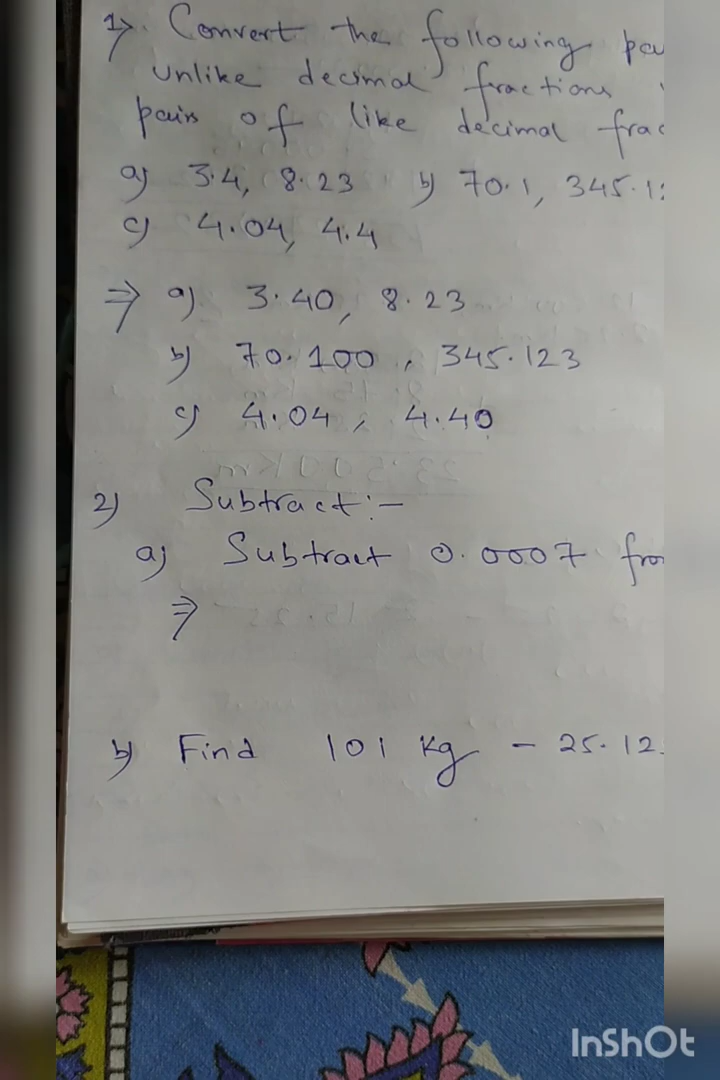 1) Convert the following
unlike decimal fractions
pairs of like decimal
a) 3.4, 8.23 b) 70.1,
c) 4.04, 4.4
⇒ a) 3.40, 8.23
b) 70.100, 345.123
c) 4.04, 4.40
2) Subtract:-
a) Subtract 0.0007
⇒
b) Find 101 kg -
InShOt